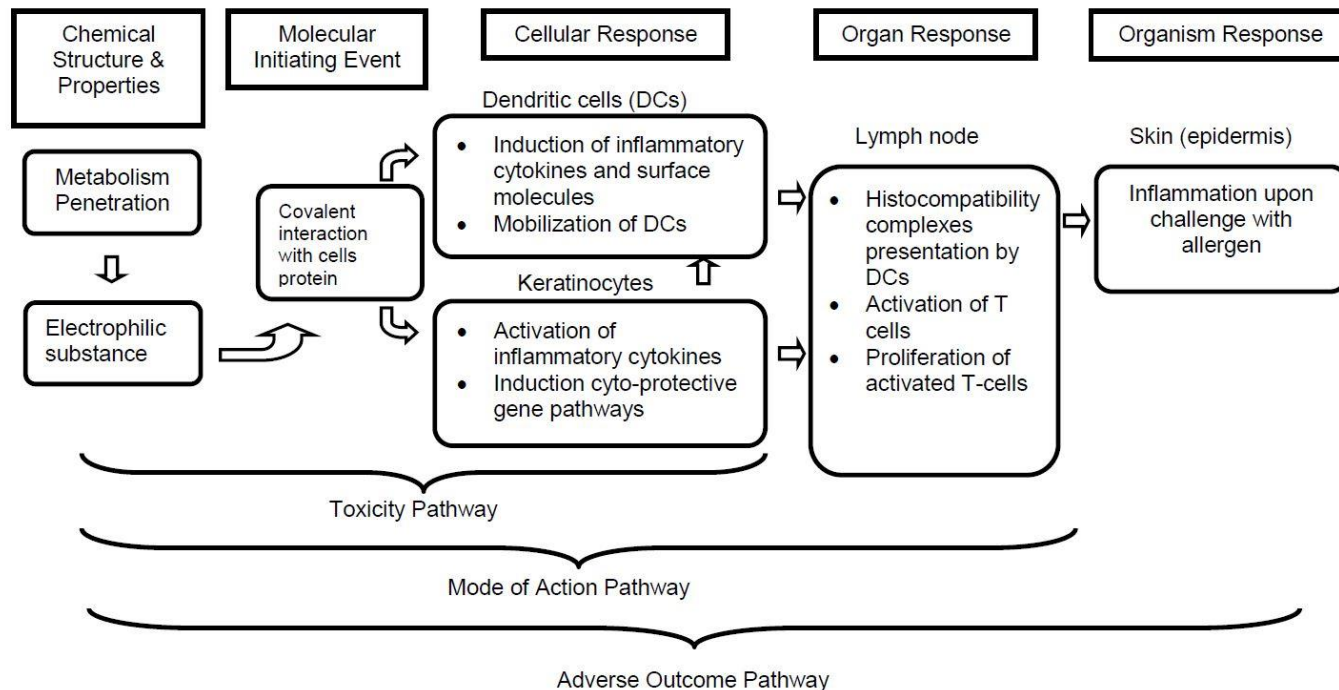 Chemical
Structure &
Properties
Molecular
Initiating Event
Cellular Response
Organ Response
Organism Response
Metabolism
Penetration
Electrophilic
substance
Covalent
interaction
with cells
protein
Dendritic cells (DCs)
• Induction of inflammatory
cytokines and surface
molecules
• Mobilization of DCs
Keratinocytes
• Activation of
inflammatory cytokines
• Induction cyto-protective
gene pathways
Lymph node
• Histocompatibility
complexes
presentation by
DCs
• Activation of T
cells
• Proliferation of
activated T-cells
Skin (epidermis)
Inflammation upon
challenge with
allergen
Toxicity Pathway
Mode of Action Pathway
Adverse Outcome Pathway